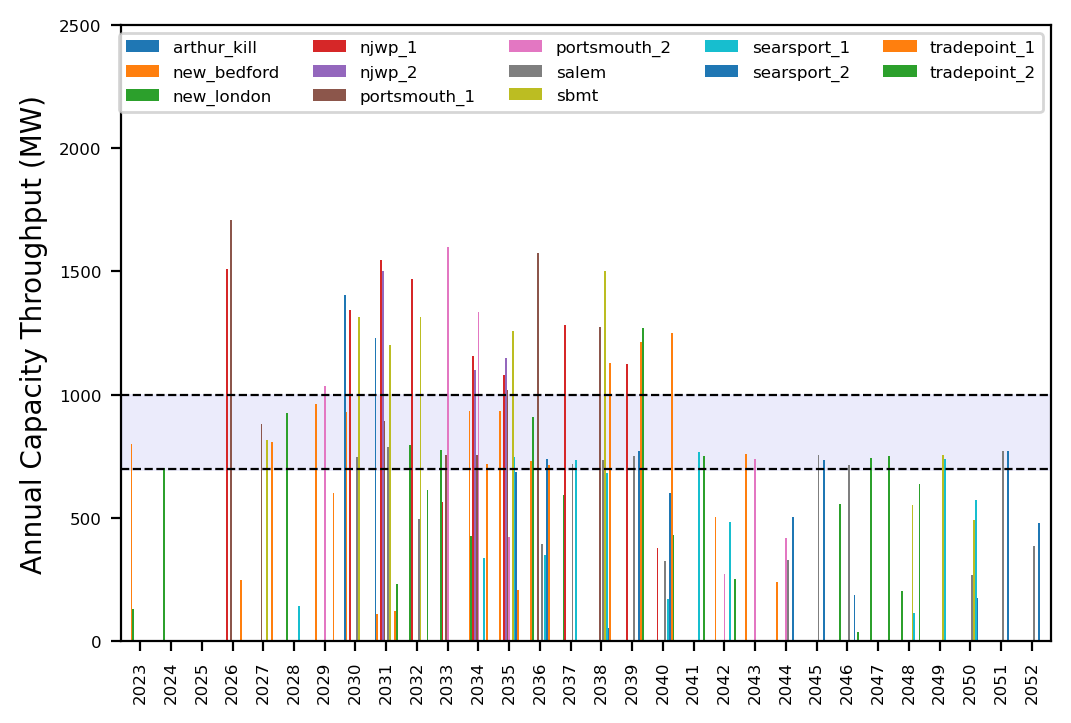 2500
arthur_kill njwp_1 portsmouth_2 searsport_1 tradepoint_1
new_bedford njwp_2 salem searsport_2 tradepoint_2
new_london portsmouth_1 sbmt
2000
1500
1000
500
0
Annual Capacity Throughput (MW)
2023 2024 2025 2026 2027 2028 2029 2030 2031 2032 2033 2034 2035 2036 2037 2038 2039 2040 2041 2042 2043 2044 2045 2046 2047 2048 2049 2050 2051 2052